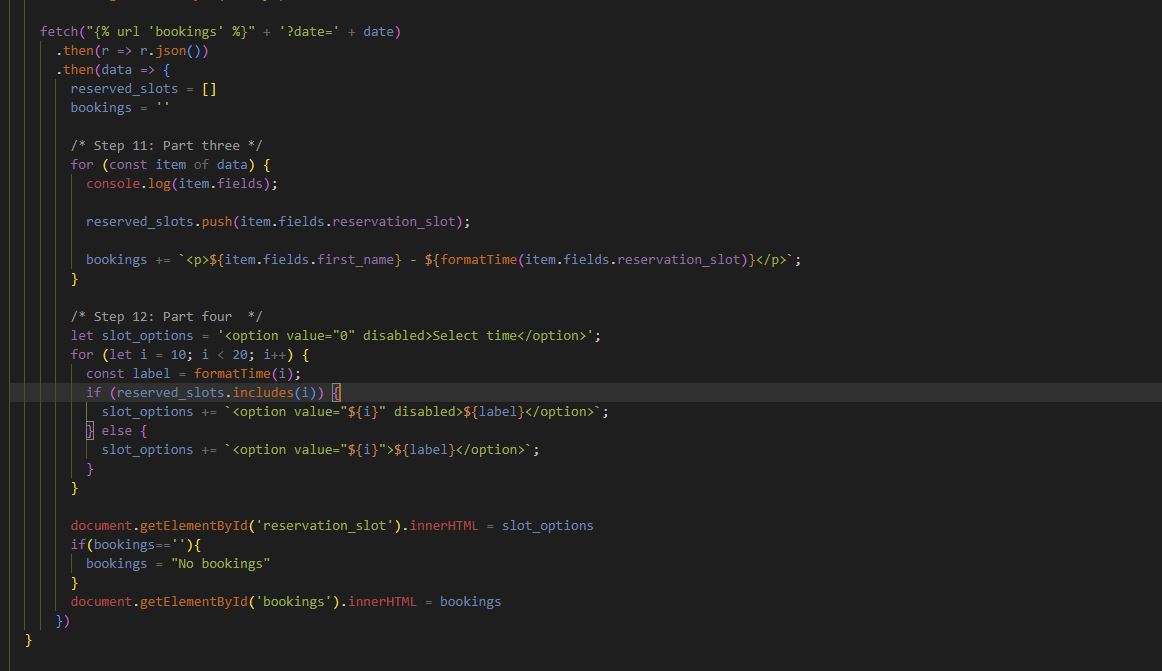 fetch("{% url 'bookings' %}" + '?date=' + date)
.then(r => r.json())
.then(data => {
reserved_slots = []
bookings = ''
/* Step 11: Part three */
for (const item of data) {
console.log(item.fields);
reserved_slots.push(item.fields.reservation_slot);
bookings += `<p>${item.fields.first_name} - ${formatTime(item.fields.reservation_slot)}</p>`;
}
/* Step 12: Part four  */
let slot_options = '<option value="0" disabled>Select time</option>';
for (let i = 10; i < 20; i++) {
const label = formatTime(i);
if (reserved_slots.includes(i)) {
slot_options += `<option value="${i}" disabled>${label}</option>`;
} else {
slot_options += `<option value="${i}">${label}</option>`;
}
}
document.getElementById('reservation_slot').innerHTML = slot_options
if(bookings==''){
bookings = "No bookings"
}
document.getElementById('bookings').innerHTML = bookings
})
}